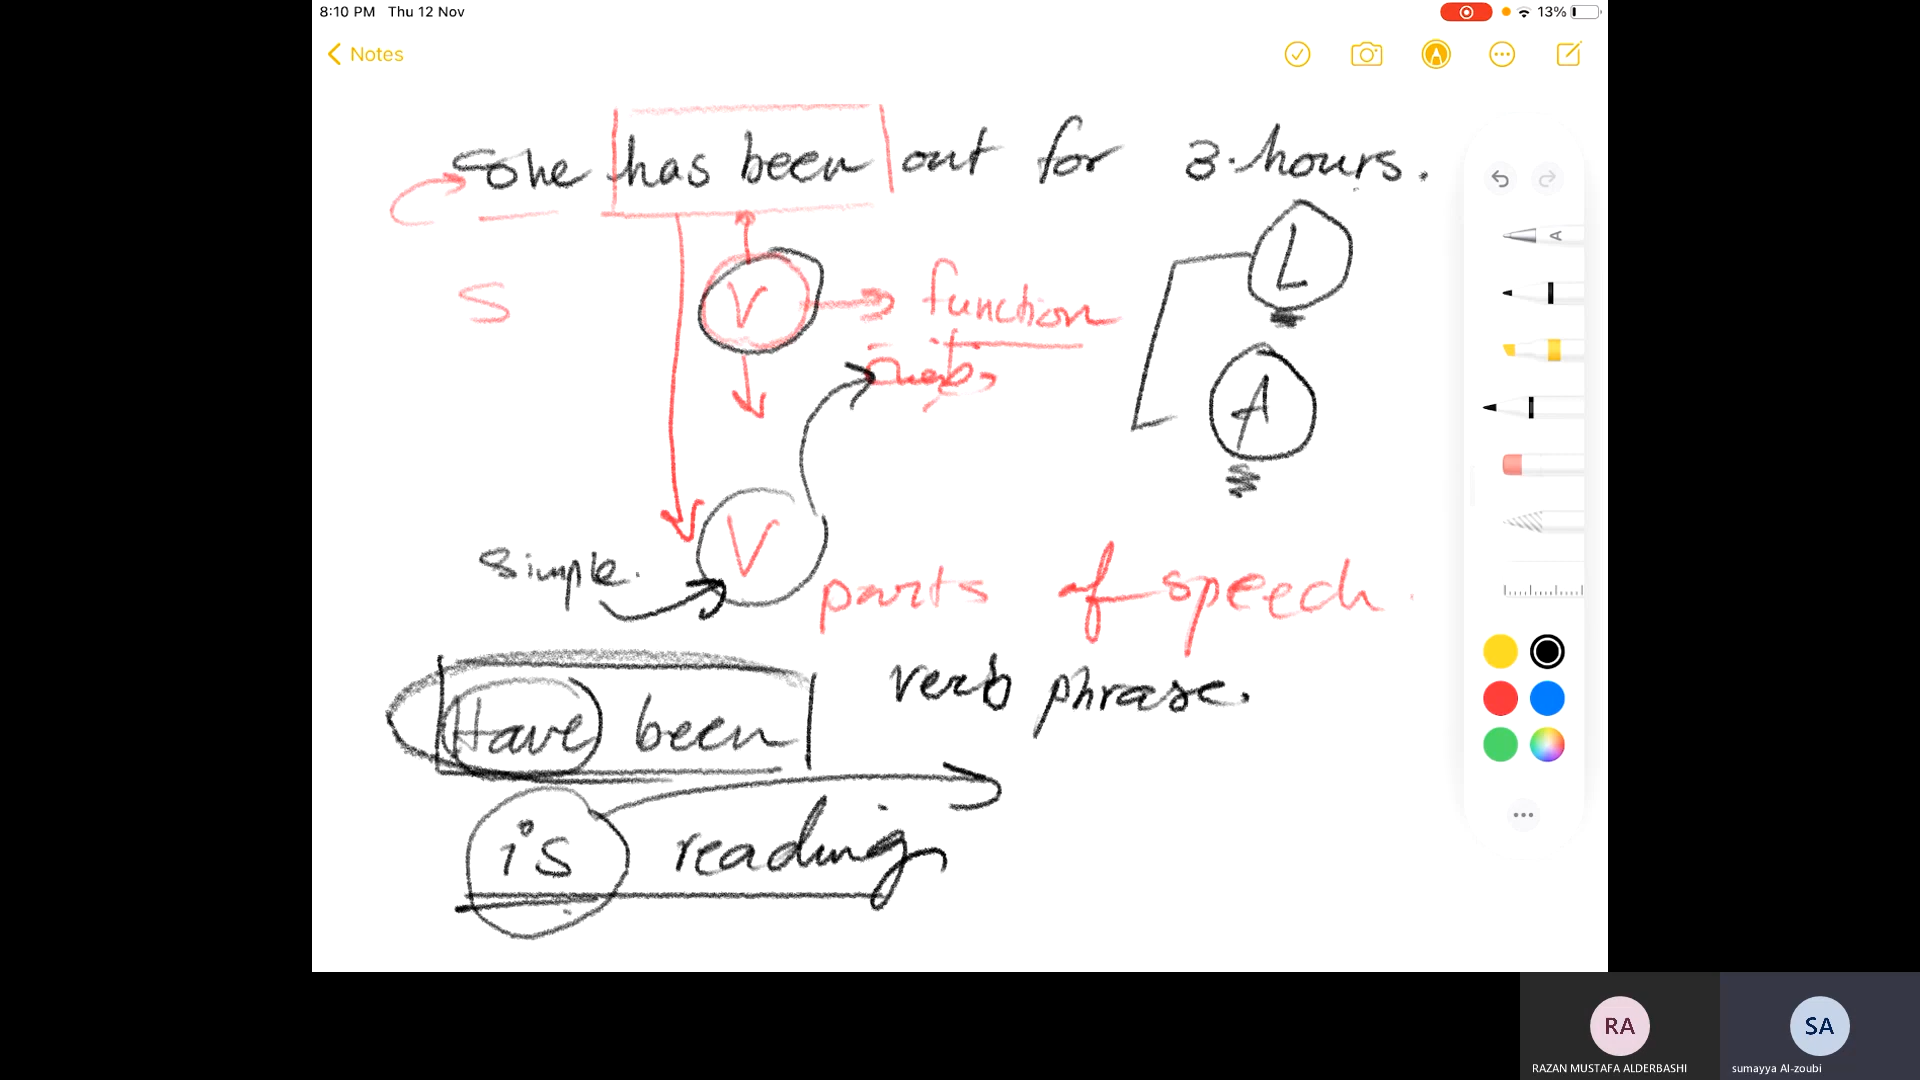 8:10 PM Thu 12 Nov
13%
Notes
She has been out for 3 hours.
S
V
function
L
A
V
simple.
parts of speech.
verb phrase.
Have been
is reading
RA
SA
RAZAN MUSTAFA ALDERBASHI
sumayya Al-zoubi